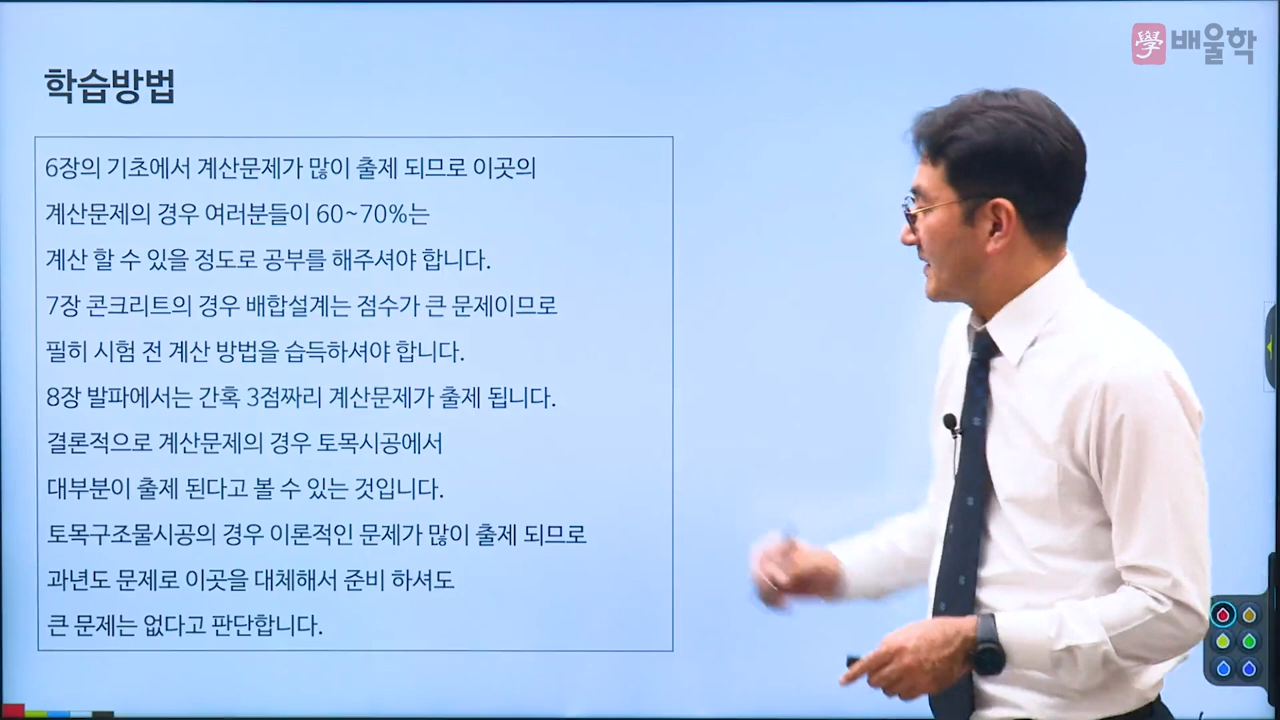 學 배울학
학습방법
6장의 기초에서 계산문제가 많이 출제 되므로 이곳의
계산문제의 경우 여러분들이 60~70%는
계산 할 수 있을 정도로 공부를 해주셔야 합니다.
7장 콘크리트의 경우 배합설계는 점수가 큰 문제이므로
필히 시험 전 계산 방법을 습득하셔야 합니다.
8장 발파에서는 간혹 3점짜리 계산문제가 출제 됩니다.
결론적으로 계산문제의 경우 토목시공에서
대부분이 출제 된다고 볼 수 있는 것입니다.
토목구조물시공의 경우 이론적인 문제가 많이 출제 되므로
과년도 문제로 이곳을 대체해서 준비 하셔도
큰 문제는 없다고 판단합니다.